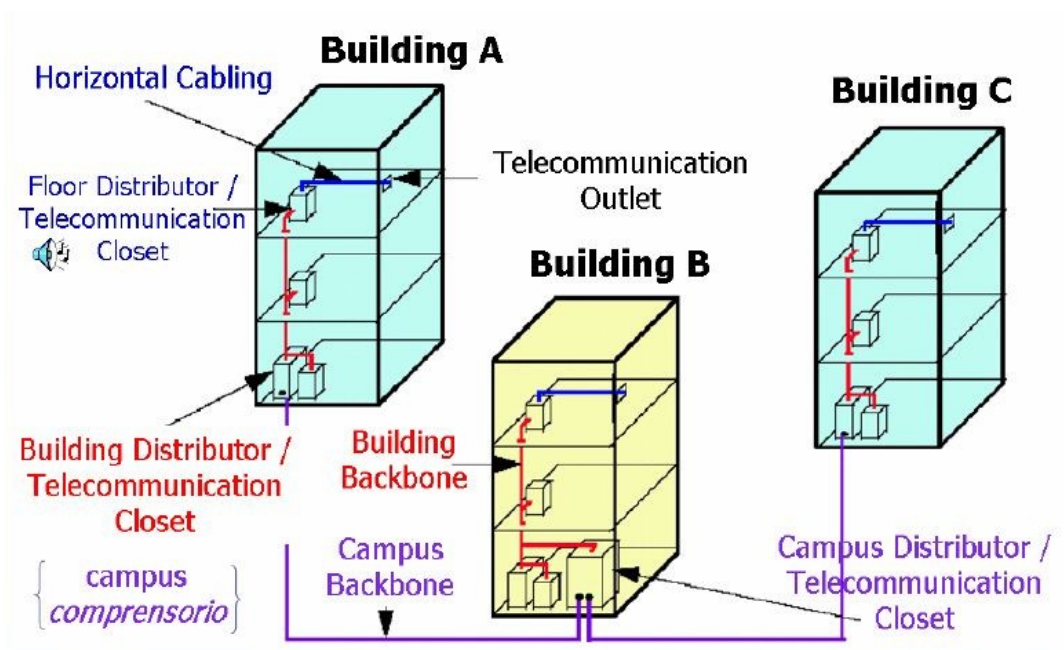 Building A
Horizontal Cabling
Building C
Telecommunication
Outlet
Floor Distributor /
Telecommunication
Closet
Building B
Building Distributor /
Telecommunication
Closet
Building
Backbone
Campus
Backbone
Campus Distributor /
Telecommunication
Closet
campus
comprensorio